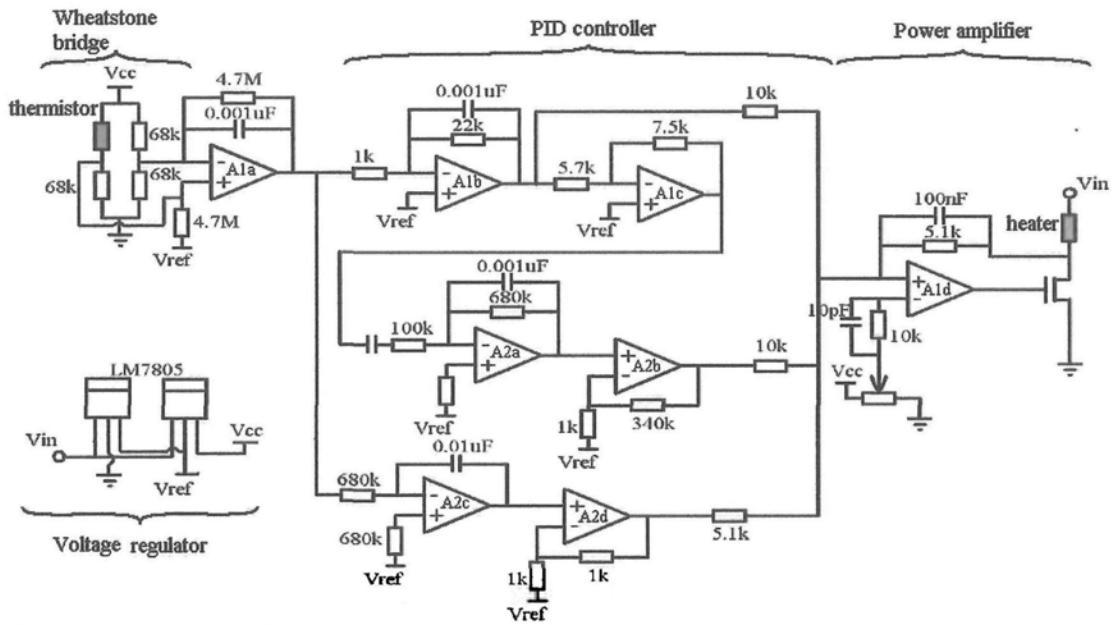 Wheatstone
bridge
PID controller
Power amplifier
Vcc
thermistor
4.7M
0.001uF
68k
68k
68k
A1a
4.7M
Vref
1k
0.001uF
22k
A1b
Vref
10k
5.7k
7.5k
A1c
Vref
Vin
heater
100nF
5.1k
A1d
10pF
10k
Vcc
100k
0.001uF
680k
A2a
Vref
A2b
1k
340k
Vref
10k
LM7805
Vin
Vcc
Vref
Voltage regulator
680k
0.01uF
A2c
680k
Vref
A2d
1k
1k
Vref
5.1k